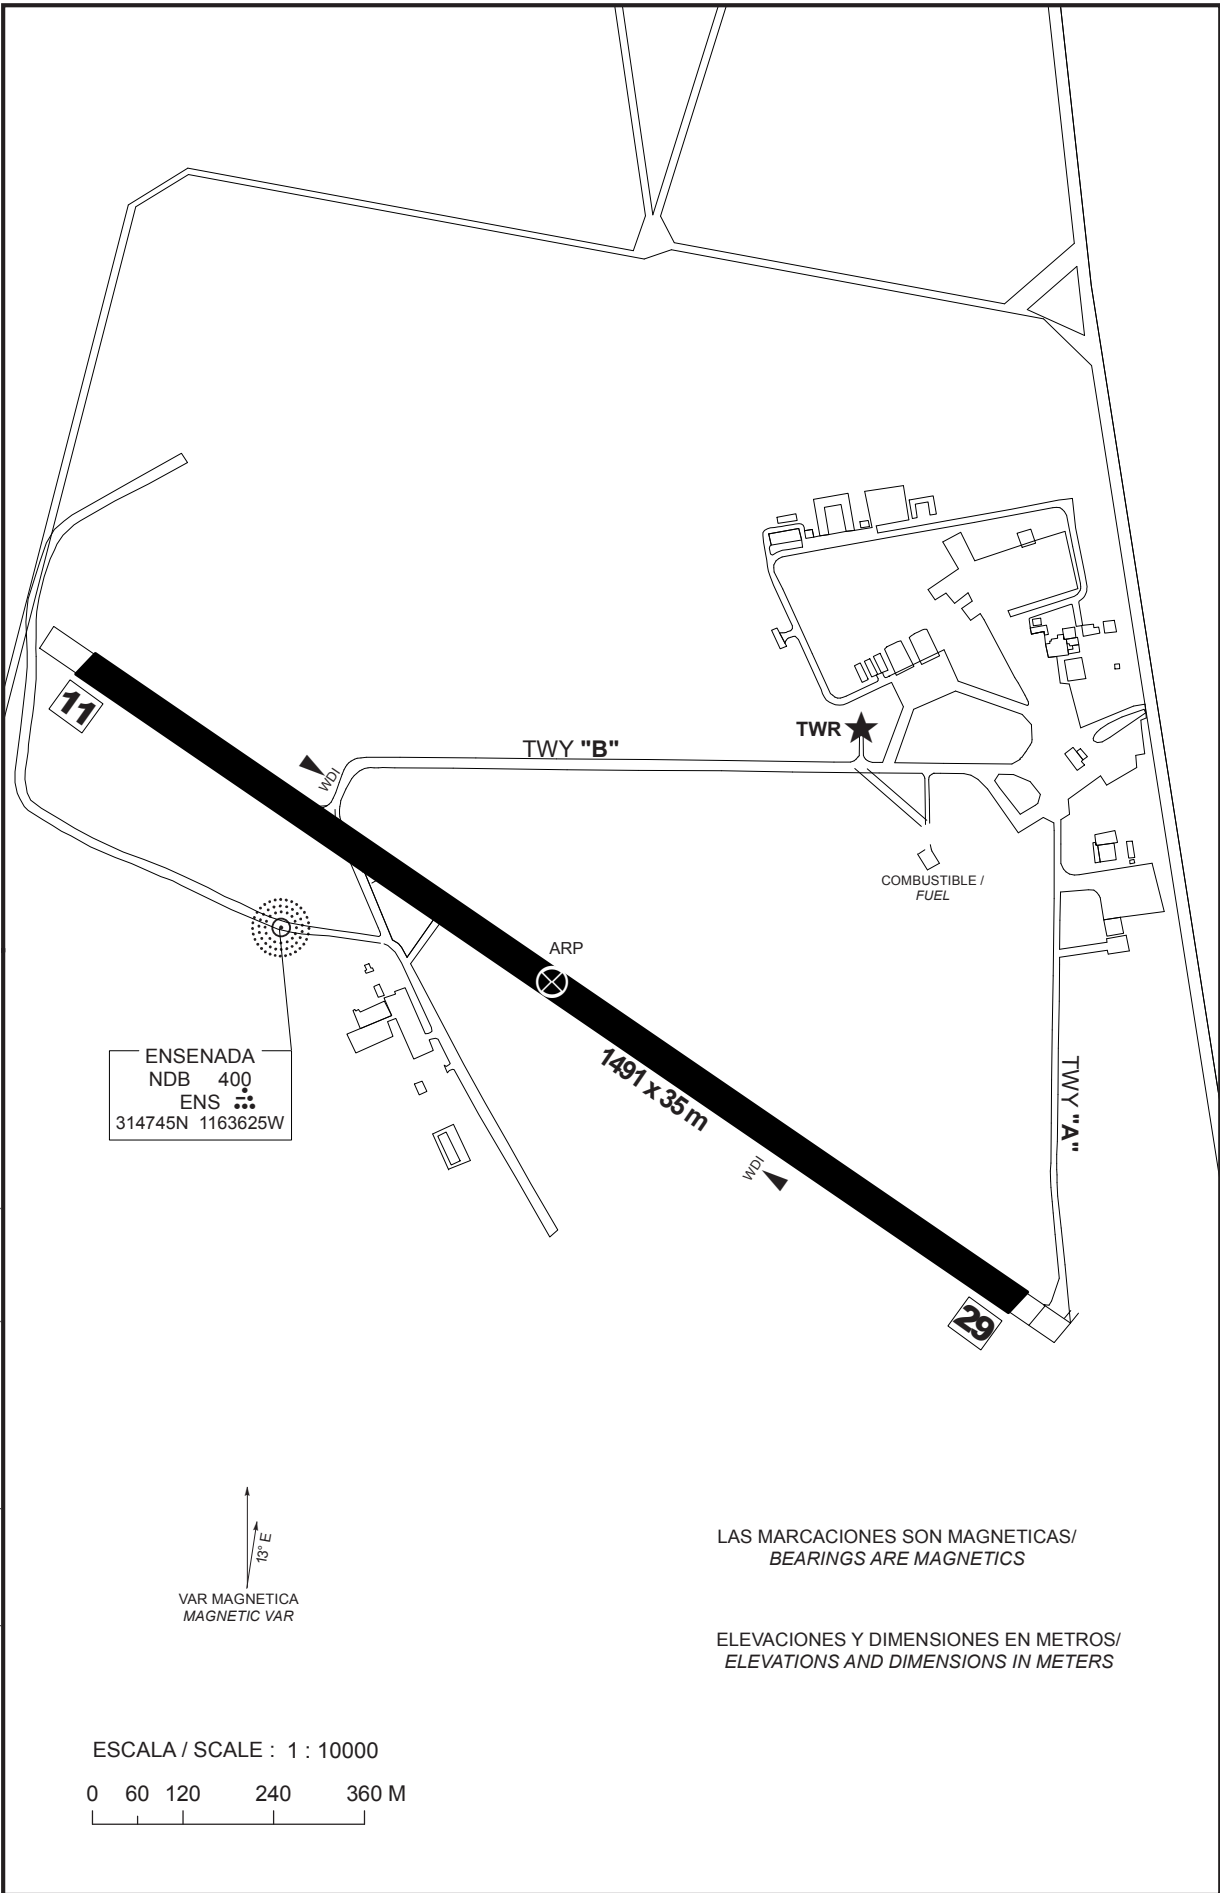 11
WDI
TWY "B"
TWR
COMBUSTIBLE /
FUEL
ARP
ENSENADA
NDB 400
ENS
314745N 1163625W
1491 x 35 m
TWY "A"
WDI
29
13° E
VAR MAGNETICA
MAGNETIC VAR
LAS MARCACIONES SON MAGNETICAS/
BEARINGS ARE MAGNETICS
ELEVACIONES Y DIMENSIONES EN METROS/
ELEVATIONS AND DIMENSIONS IN METERS
ESCALA / SCALE : 1 : 10000
0 60 120 240 360 M